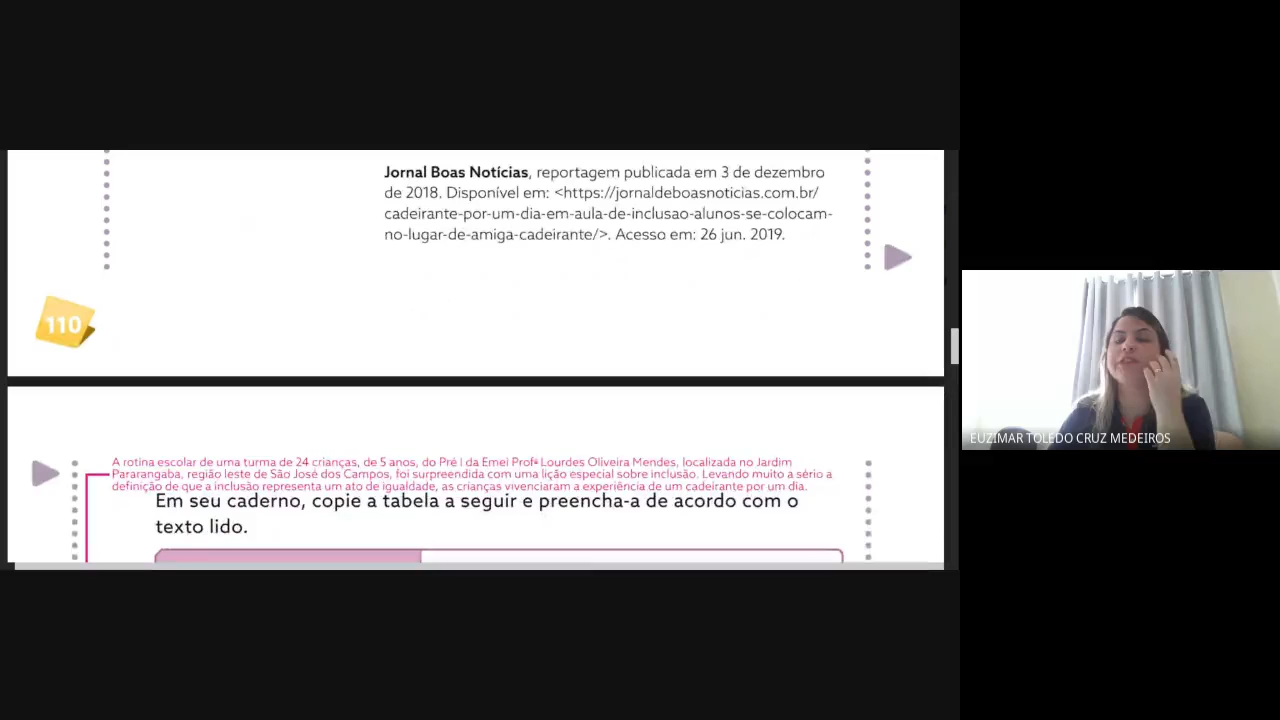 Jornal Boas Notícias, reportagem publicada em 3 de dezembro
de 2018. Disponível em: <https://jornaldeboasnoticias.com.br/
cadeirante-por-um-dia-em-aula-de-inclusao-alunos-se-colocam-
no-lugar-de-amiga-cadeirante/>. Acesso em: 26 jun. 2019.
110
A rotina escolar de uma turma de 24 crianças, de 5 anos, do Pré I da Emei Profª Lourdes Oliveira Mendes, localizada no Jardim
Pararangaba, região leste de São José dos Campos, foi surpreendida com uma lição especial sobre inclusão. Levando muito a sério a
definição de que a inclusão representa um ato de igualdade, as crianças vivenciaram a experiência de um cadeirante por um dia.
Em seu caderno, copie a tabela a seguir e preencha-a de acordo com o
texto lido.
EUZIMAR TOLEDO CRUZ MEDEIROS